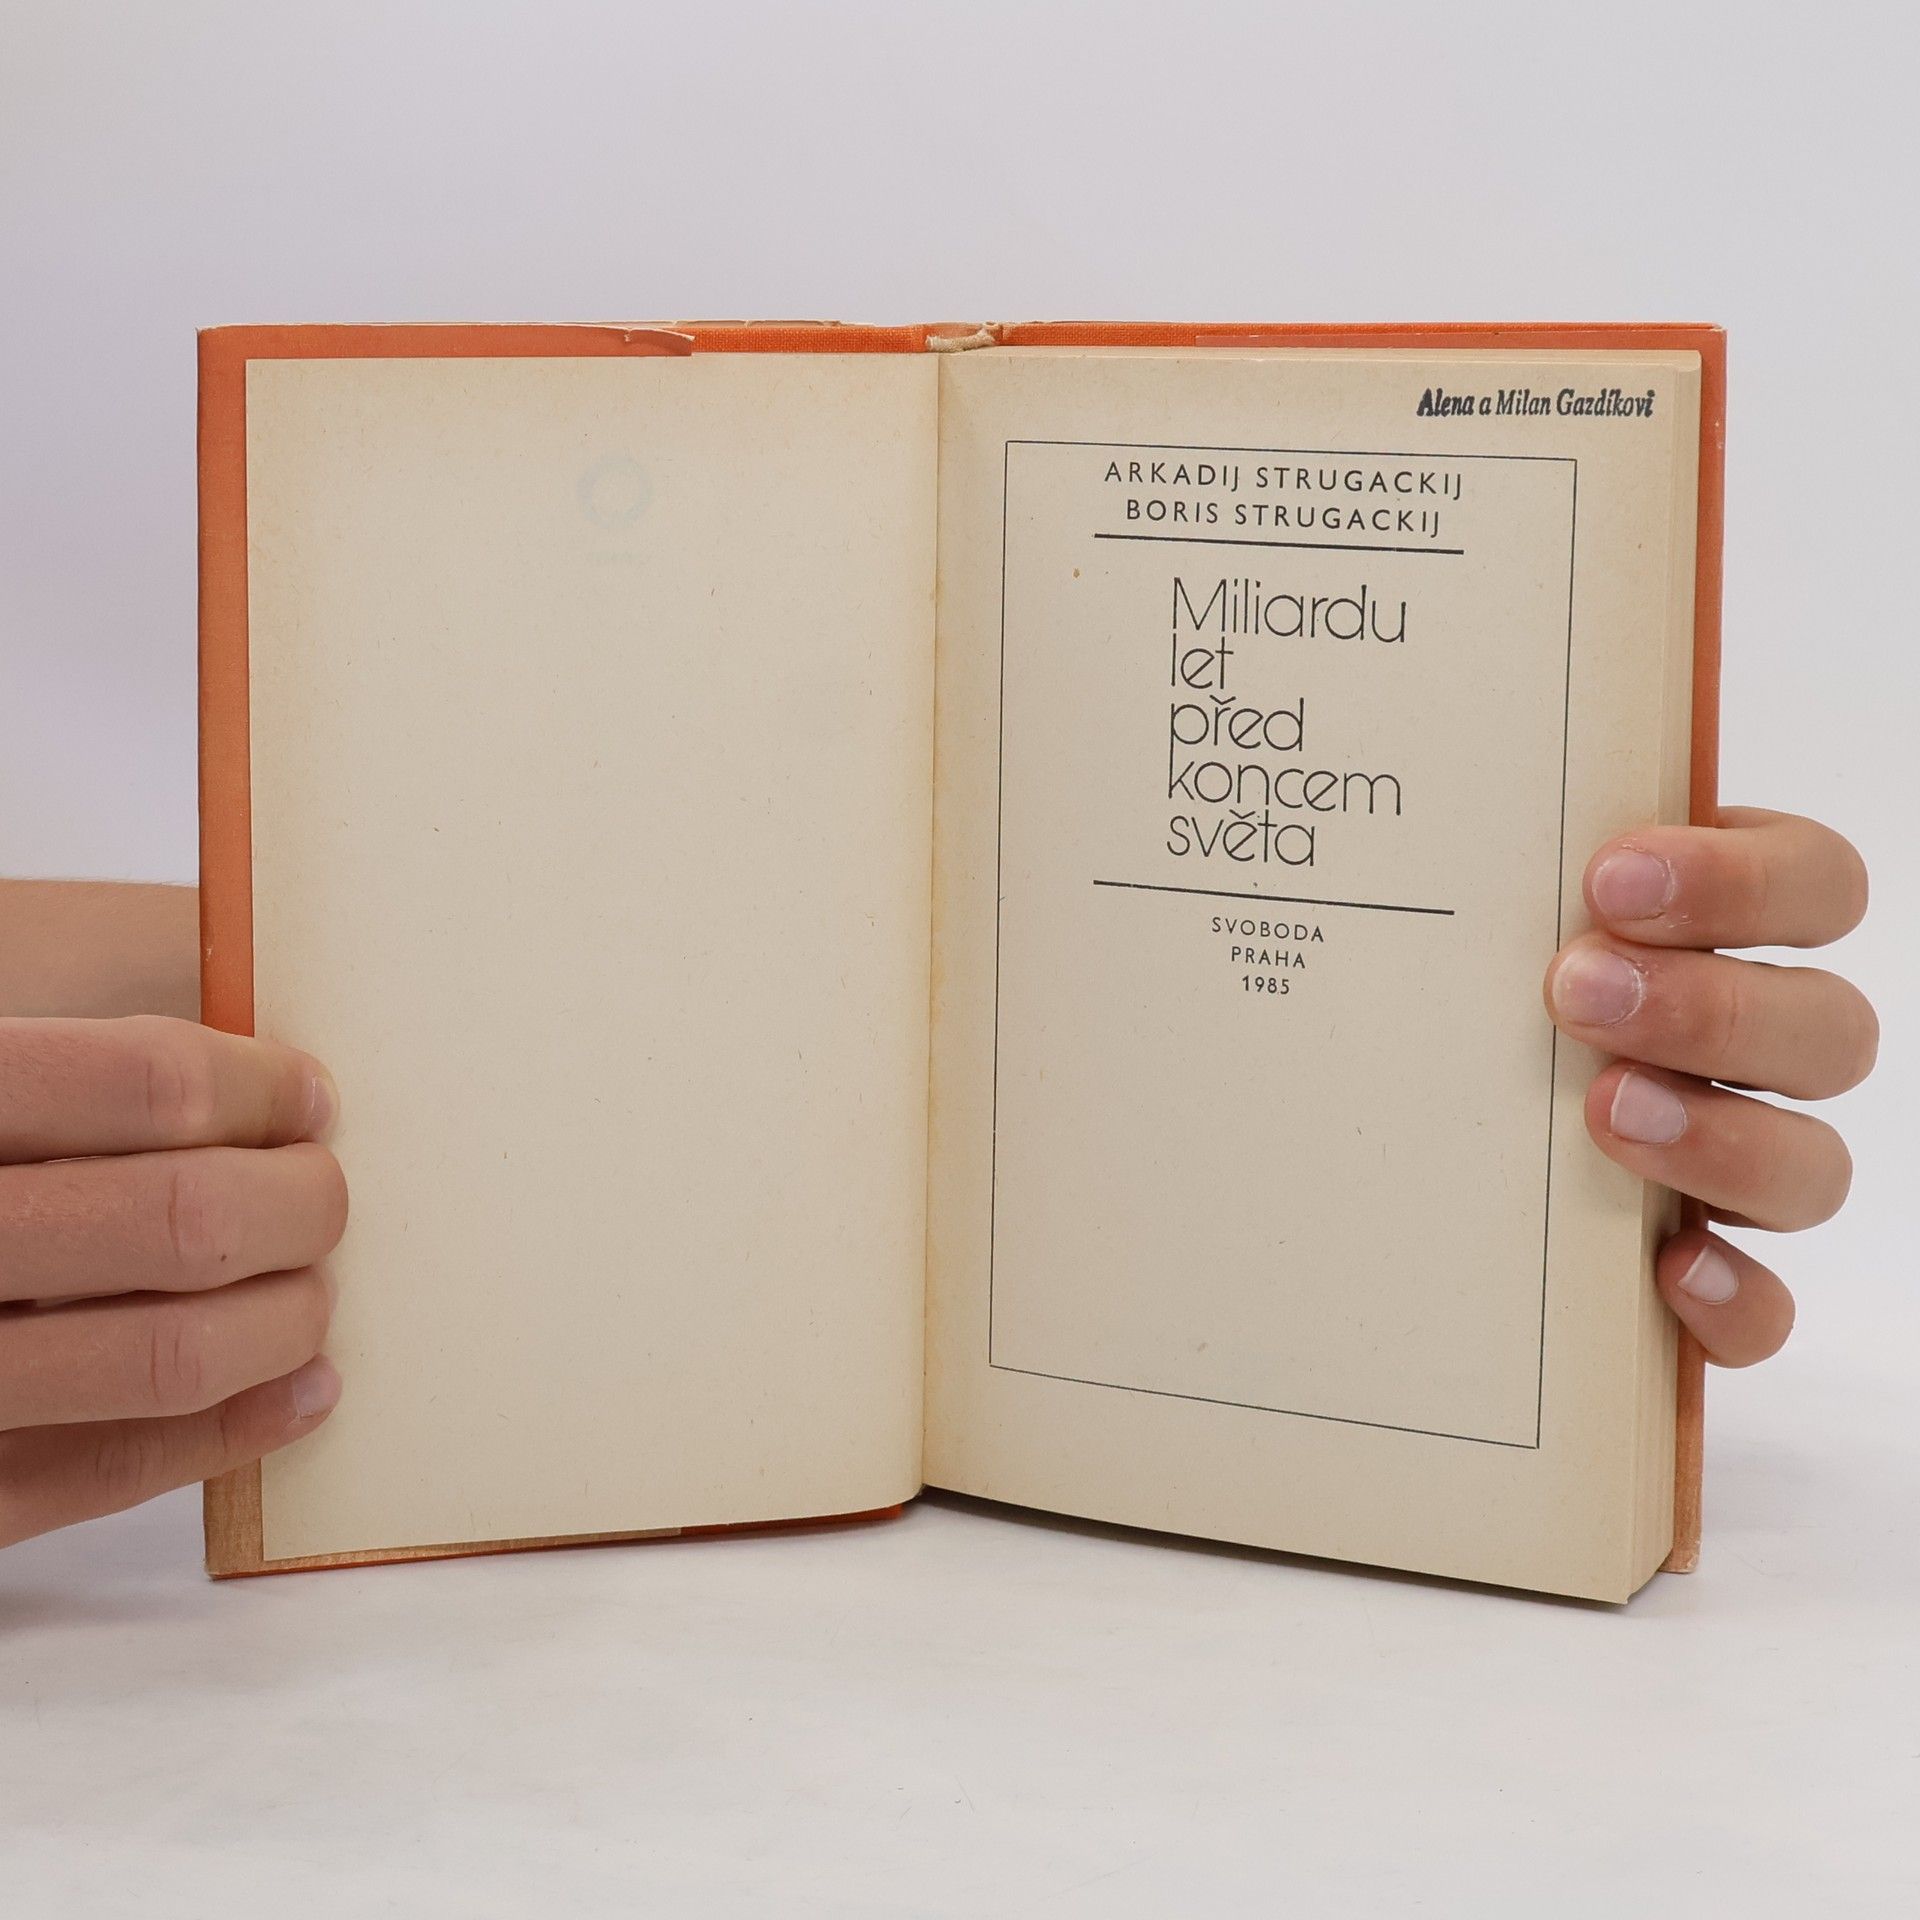 Alena a Milan Gazdíkovi
ARKADIJ STRUGACKIJ
BORIS STRUGACKIJ
Miliardu
let
před
koncem
světa
SVOBODA
PRAHA
1985